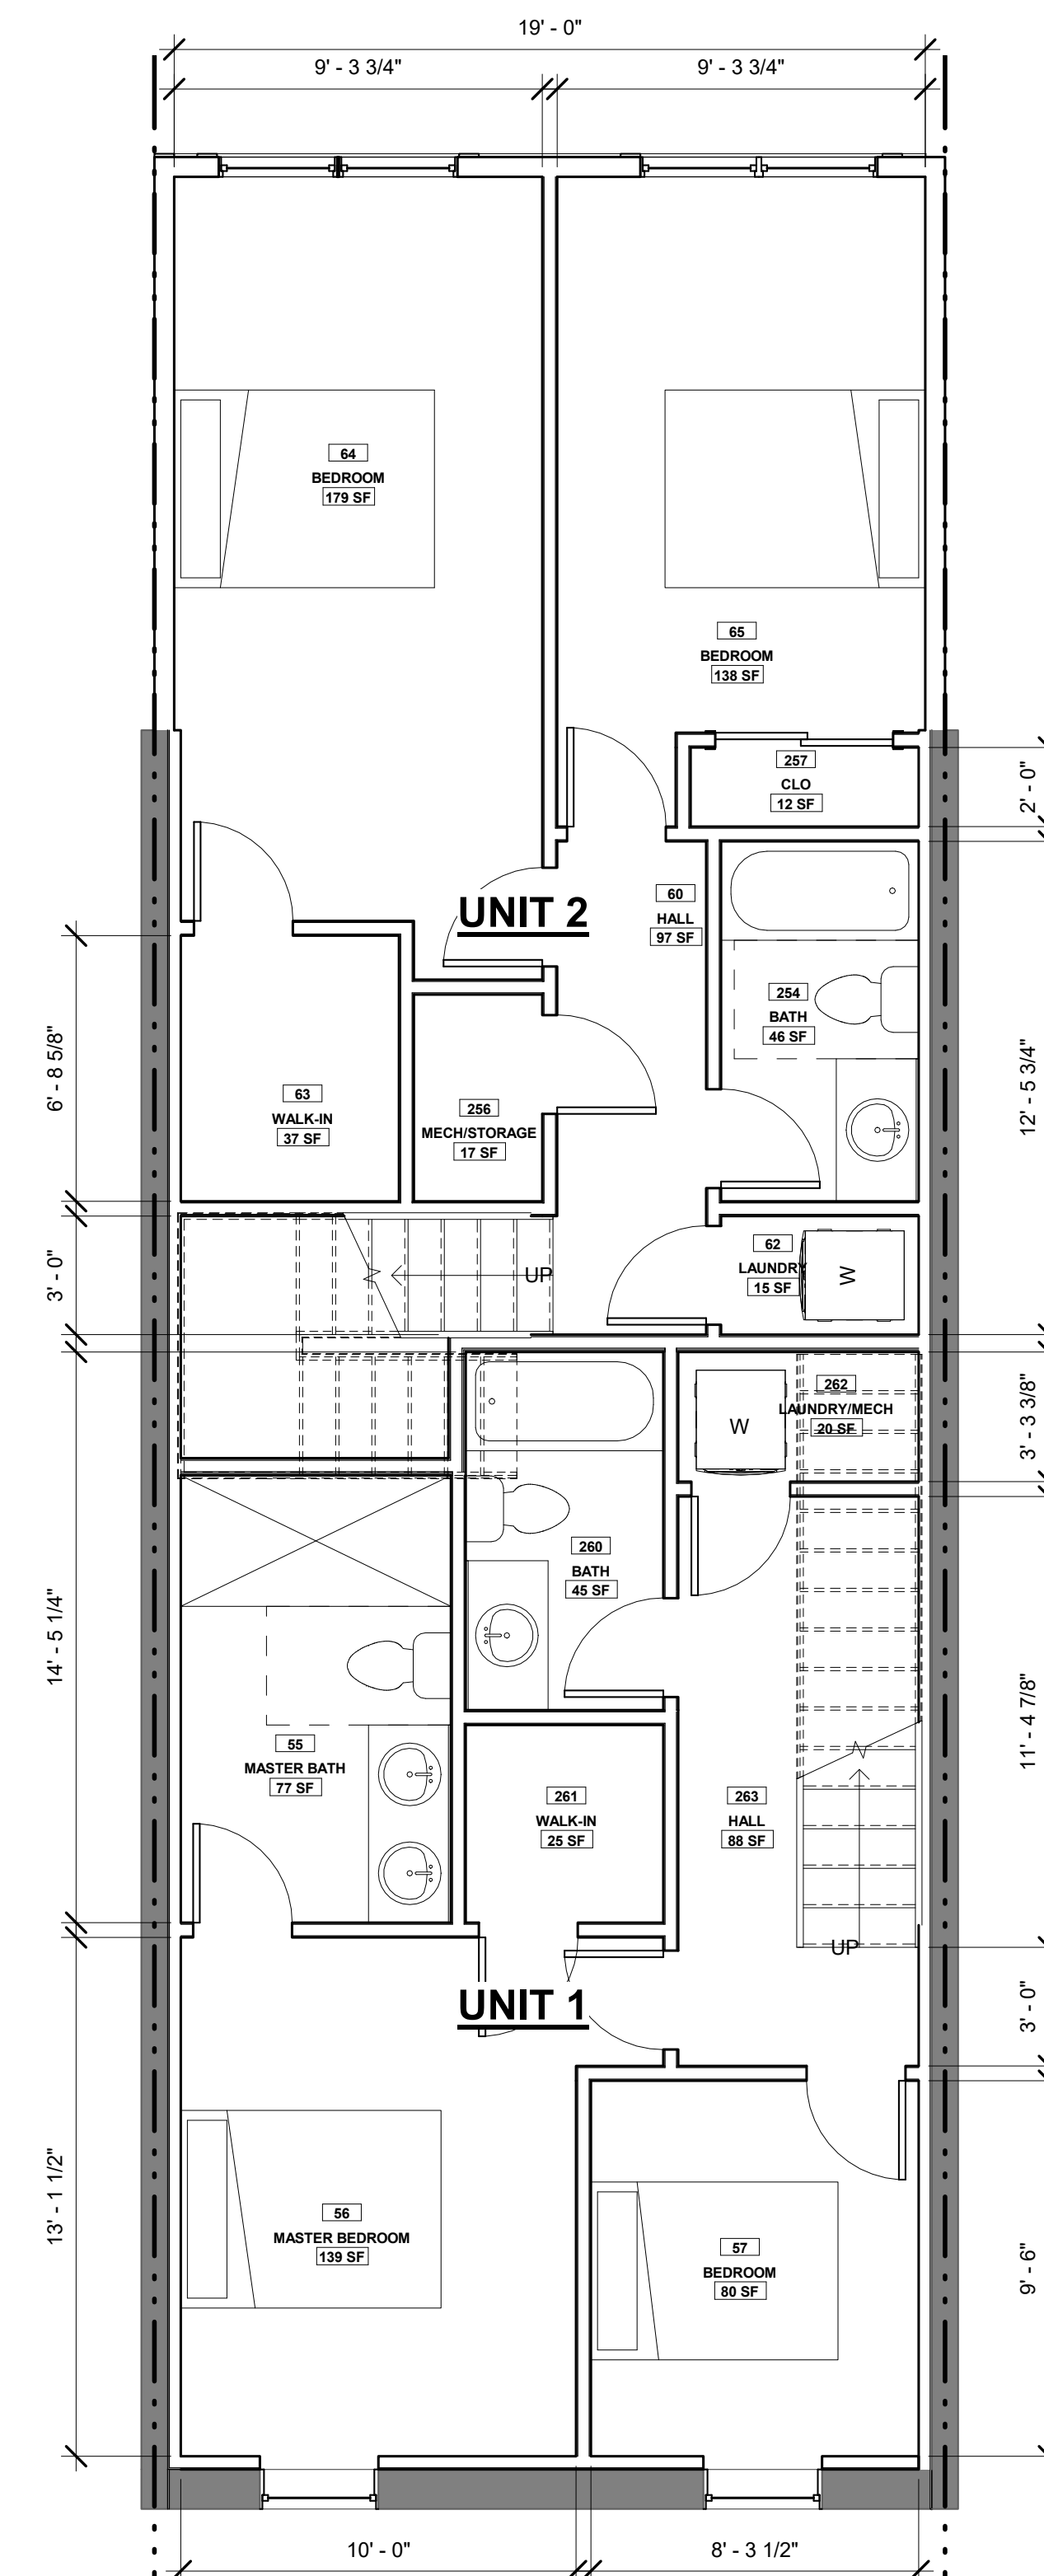 19' - 0"
9' - 3 3/4"
9' - 3 3/4"
64
BEDROOM
179 SF
65
BEDROOM
138 SF
257
CLO
12 SF
2' - 0"
60
HALL
97 SF
UNIT 2
254
BATH
46 SF
12' - 5 3/4"
6' - 8 5/8"
63
WALK-IN
37 SF
256
MECH/STORAGE
17 SF
3' - 0"
UP
62
LAUNDRY
15 SF
W
262
LAUNDRY/MECH
20 SF
W
3' - 3 3/8"
260
BATH
45 SF
14' - 5 1/4"
55
MASTER BATH
77 SF
261
WALK-IN
25 SF
263
HALL
88 SF
11' - 4 7/8"
UP
UNIT 1
3' - 0"
13' - 1 1/2"
56
MASTER BEDROOM
139 SF
57
BEDROOM
80 SF
9' - 6"
10' - 0"
8' - 3 1/2"